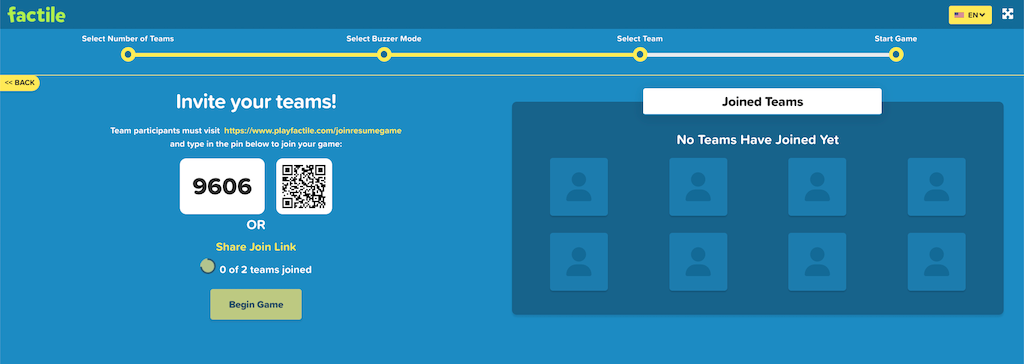 factile
EN
Select Number of Teams
Select Buzzer Mode
Select Team
Start Game
<< BACK
Invite your teams!
Team participants must visit https://www.playfactile.com/joinresumegame
and type in the pin below to join your game:
9606
OR
Share Join Link
0 of 2 teams joined
Begin Game
Joined Teams
No Teams Have Joined Yet